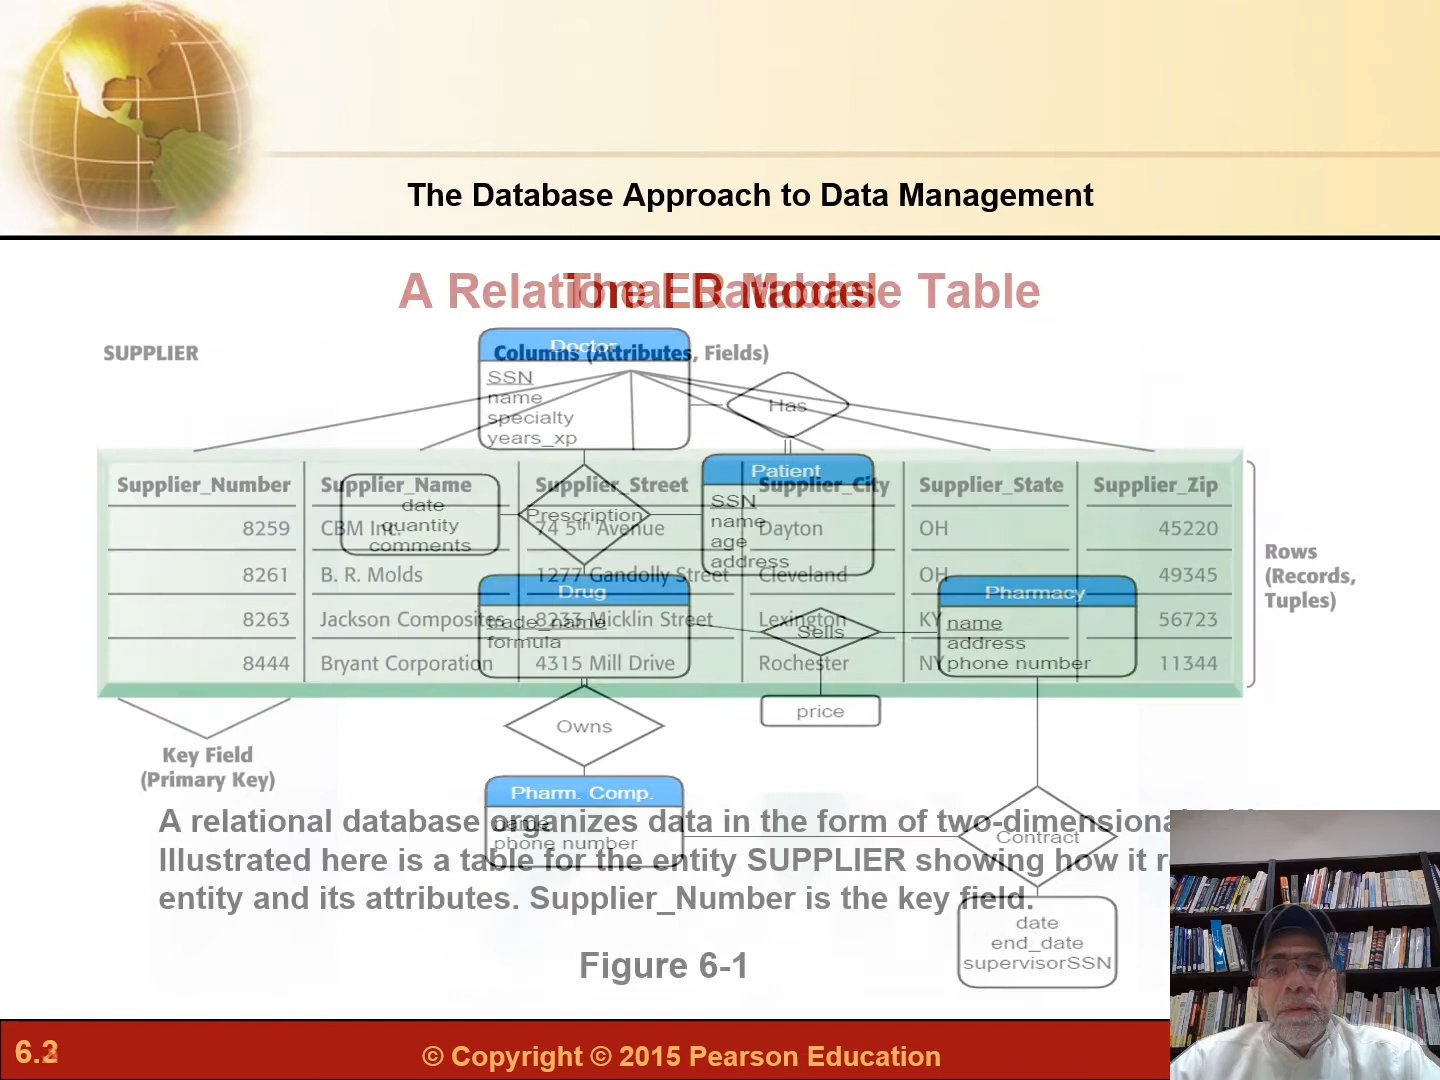 The Database Approach to Data Management
A Relational Database Table
The ER Model
SUPPLIER
Columns (Attributes, Fields)
Supplier_Number Supplier_Name Supplier_Street Supplier_City Supplier_State Supplier_Zip
8259 CBM Inc. 74 5th Avenue Dayton OH 45220
8261 B. R. Molds 1277 Gandolly Street Cleveland OH 49345
8263 Jackson Composites 8233 Micklin Street Lexington KY 56723
8444 Bryant Corporation 4315 Mill Drive Rochester NY 11344
Rows
(Records,
Tuples)
Key Field
(Primary Key)
Doctor
SSN
name
specialty
years_xp
Has
Patient
SSN
name
age
address
date
quantity
comments
Prescription
Drug
trade_name
formula
Sells
price
Pharmacy
name
address
phone number
Owns
Pharm. Comp.
name
phone number
Contract
date
end_date
supervisorSSN
A relational database organizes data in the form of two-dimensional
Illustrated here is a table for the entity SUPPLIER showing how it
entity and its attributes. Supplier_Number is the key field.
Figure 6-1
© Copyright © 2015 Pearson Education